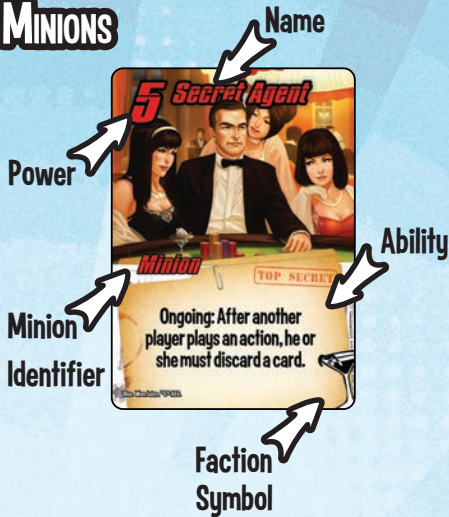 MINIONS
Name
5 Secret Agent
Power
Minion
Ability
TOP SECRET
Ongoing: After another
player plays an action, he or
she must discard a card.
Minion
Identifier
Faction
Symbol